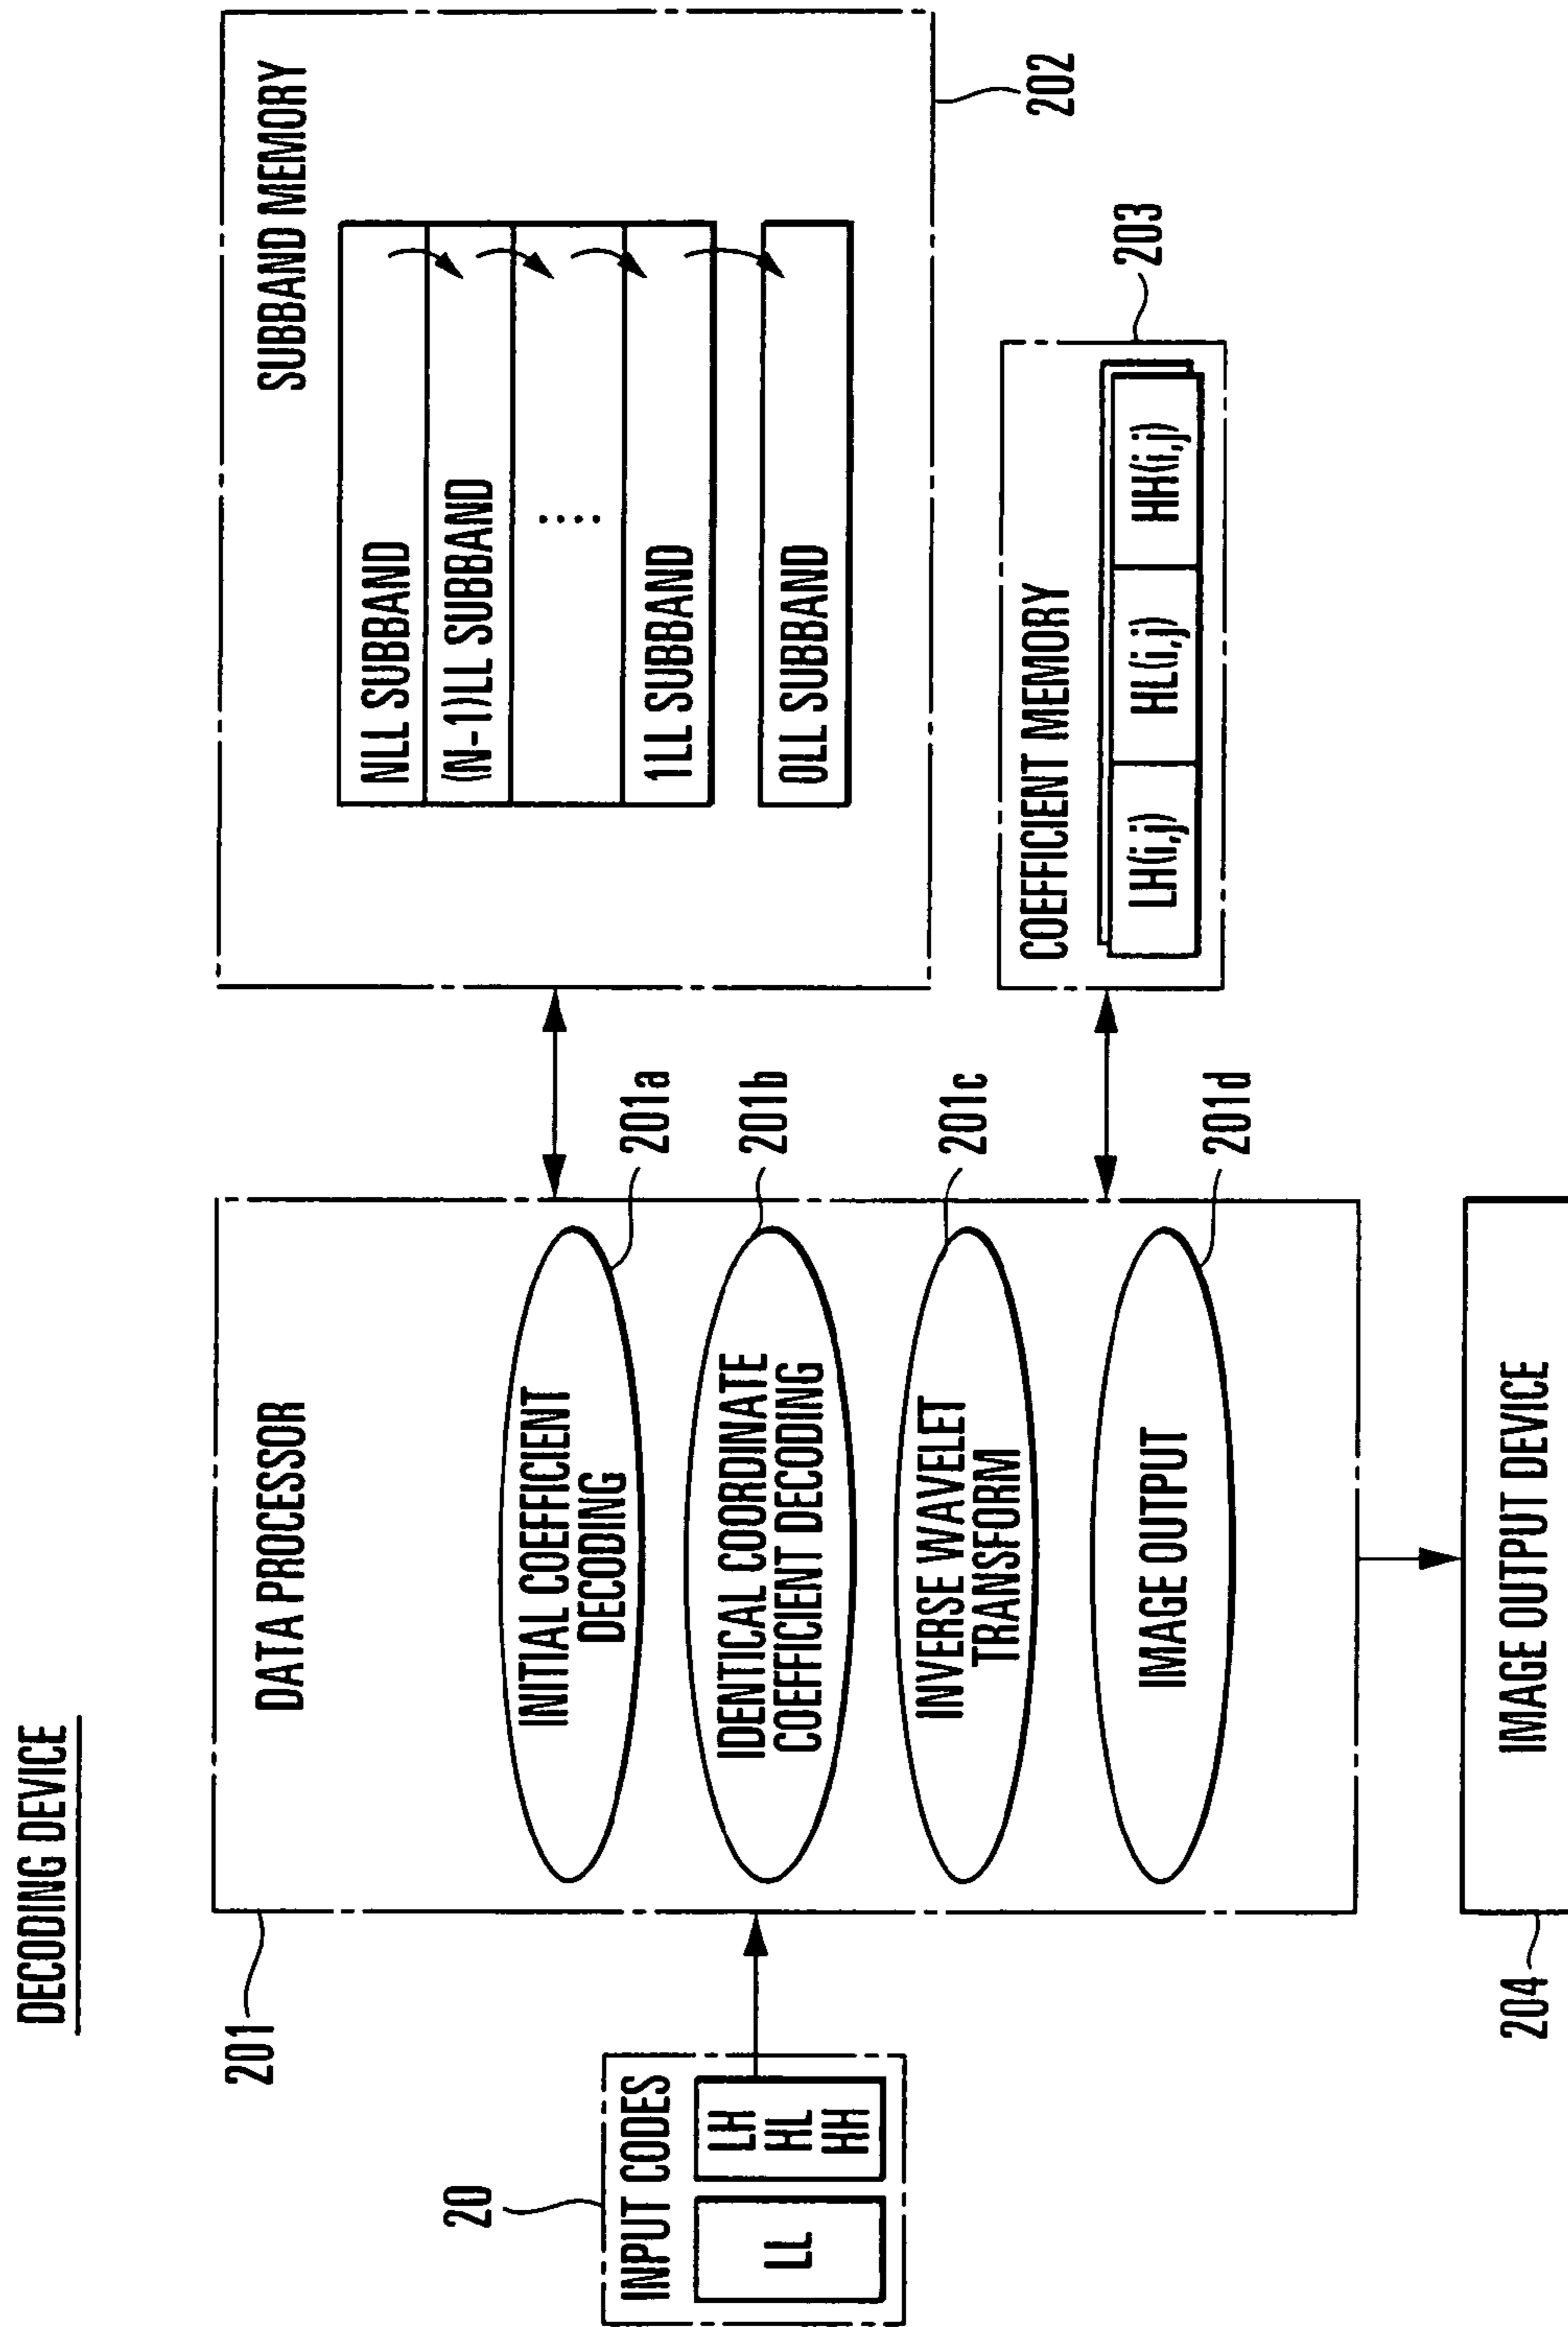 DECODING DEVICE
20
INPUT CODES
LL
LH
HL
HH
201
DATA PROCESSOR
INITIAL COEFFICIENT
DECODING
201a
IDENTICAL COORDINATE
COEFFICIENT DECODING
201b
INVERSE WAVELET
TRANSFORM
201c
IMAGE OUTPUT
201d
SUBBAND MEMORY
NLL SUBBAND
(N-1)LL SUBBAND
....
1LL SUBBAND
0LL SUBBAND
202
COEFFICIENT MEMORY
LH(i,j)
HL(i,j)
HH(i,j)
203
204
IMAGE OUTPUT DEVICE